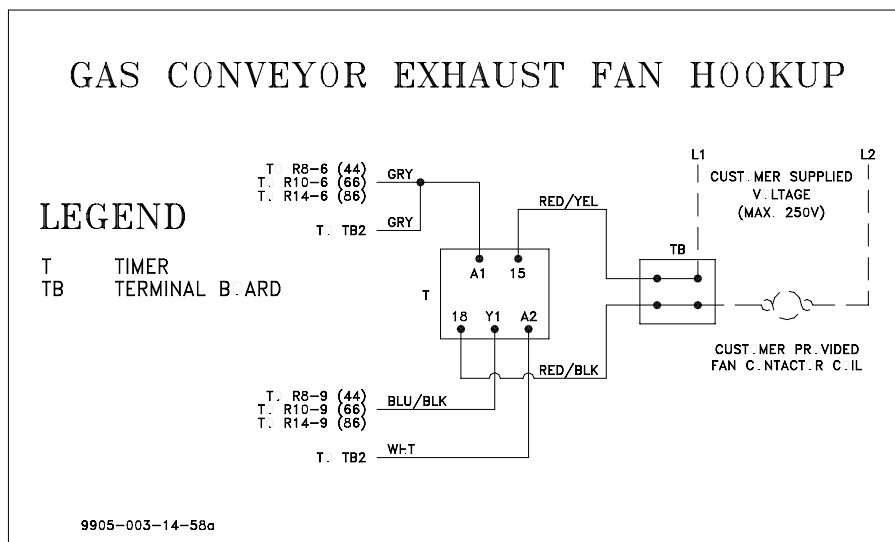 GAS CONVEYOR EXHAUST FAN HOOKUP
T. R8-6 (44)
T. R10-6 (66)
T. R14-6 (86)
GRY
GRY
T. TB2
LEGEND
T TIMER
TB TERMINAL B.ARD
RED/YEL
L1
L2
CUST.MER SUPPLIED
V.LTAGE
(MAX. 250V)
TB
A1
15
T
18
Y1
A2
RED/BLK
CUST.MER PR.VIDED
FAN C.NTACT.R C.IL
T. R8-9 (44)
T. R10-9 (66)
T. R14-9 (86)
BLU/BLK
T. TB2
WHT
9905-003-14-58a